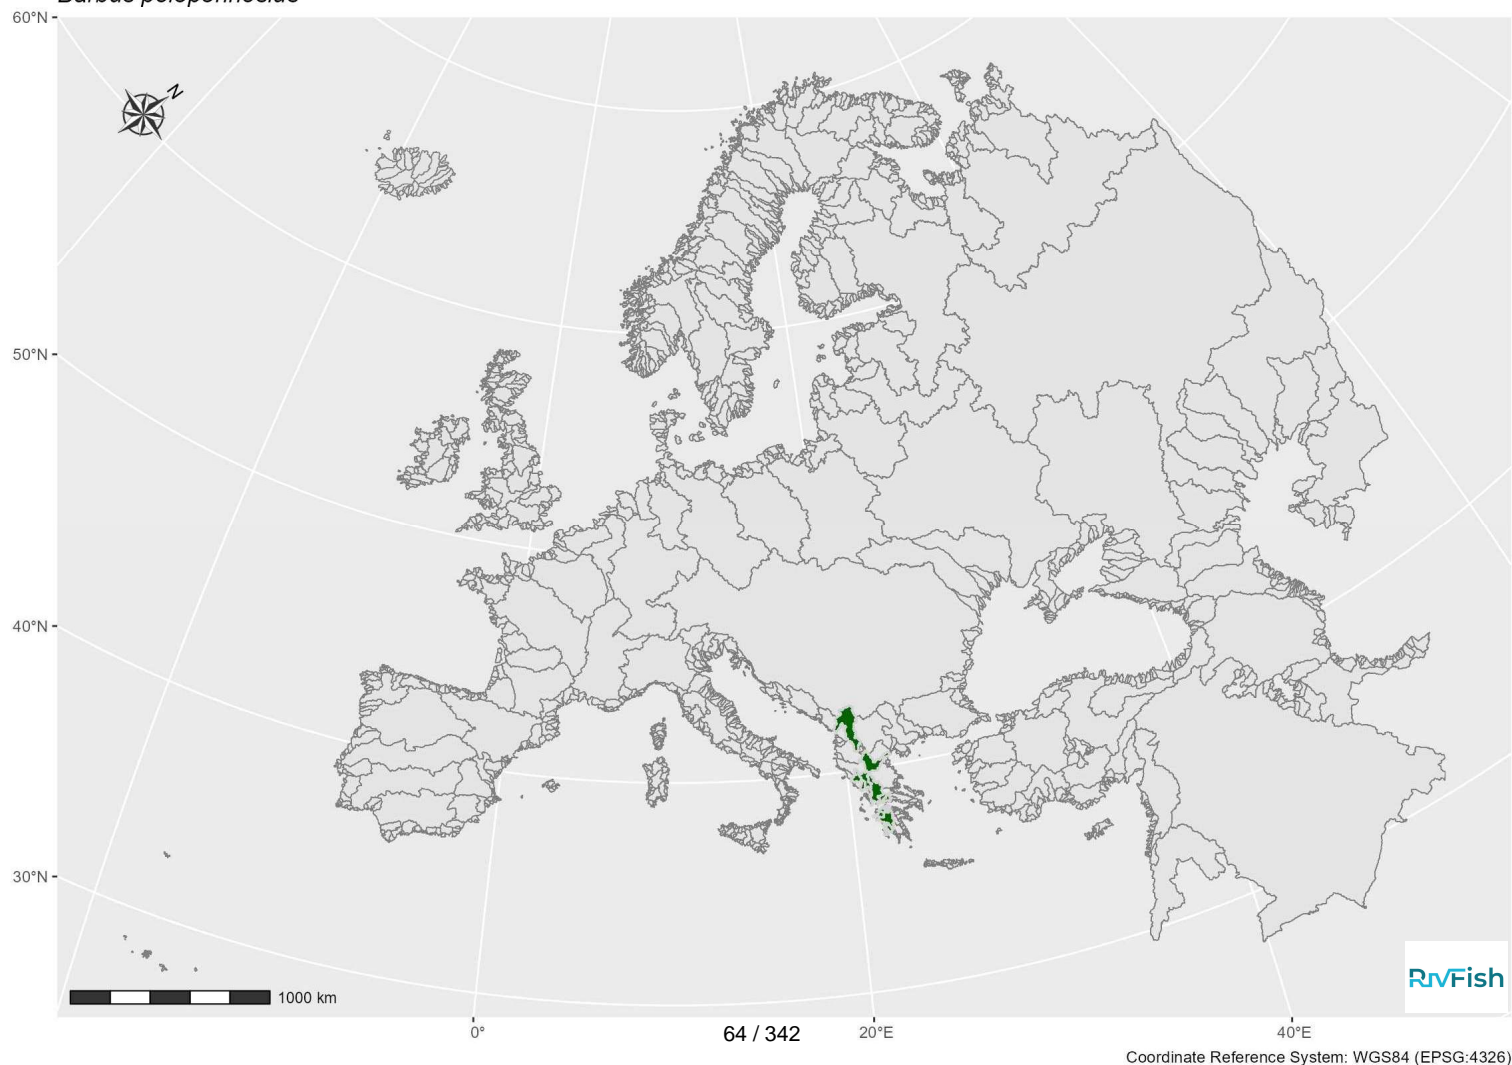 Barbus peloponnesius
60°N
N
50°N
40°N
30°N
1000 km
RivFish
0°
64 / 342
20°E
40°E
Coordinate Reference System: WGS84 (EPSG:4326)